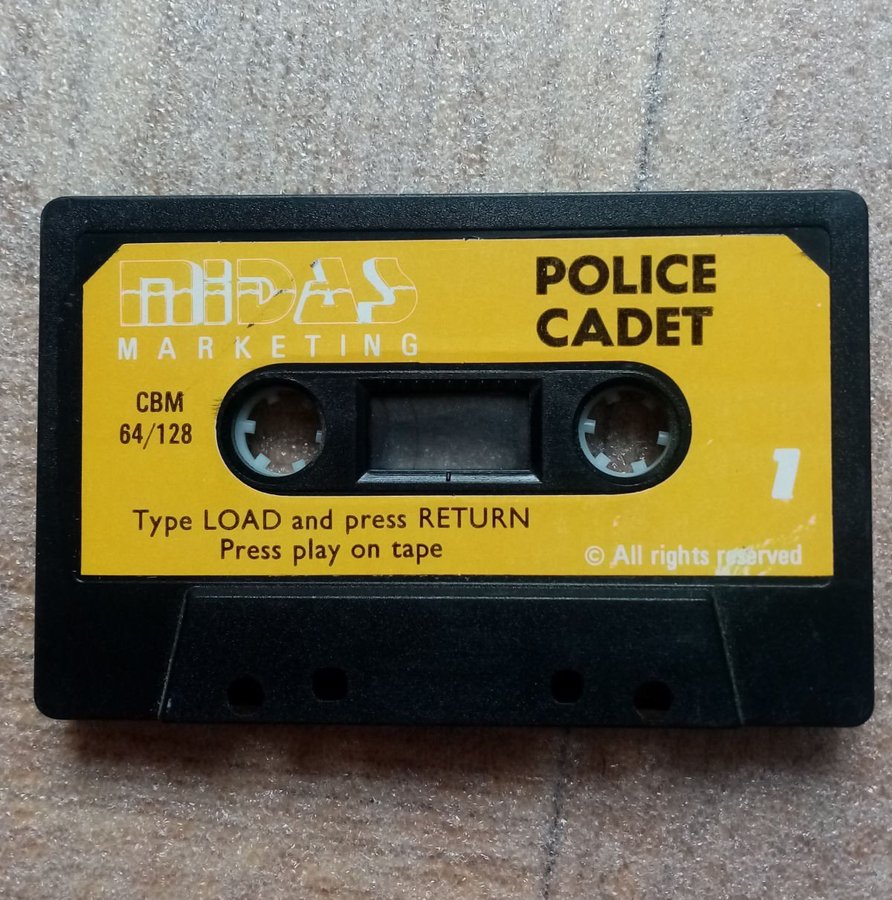 MIDAS
MARKETING
POLICE
CADET
CBM
64/128
1
Type LOAD and press RETURN
Press play on tape
© All rights reserved